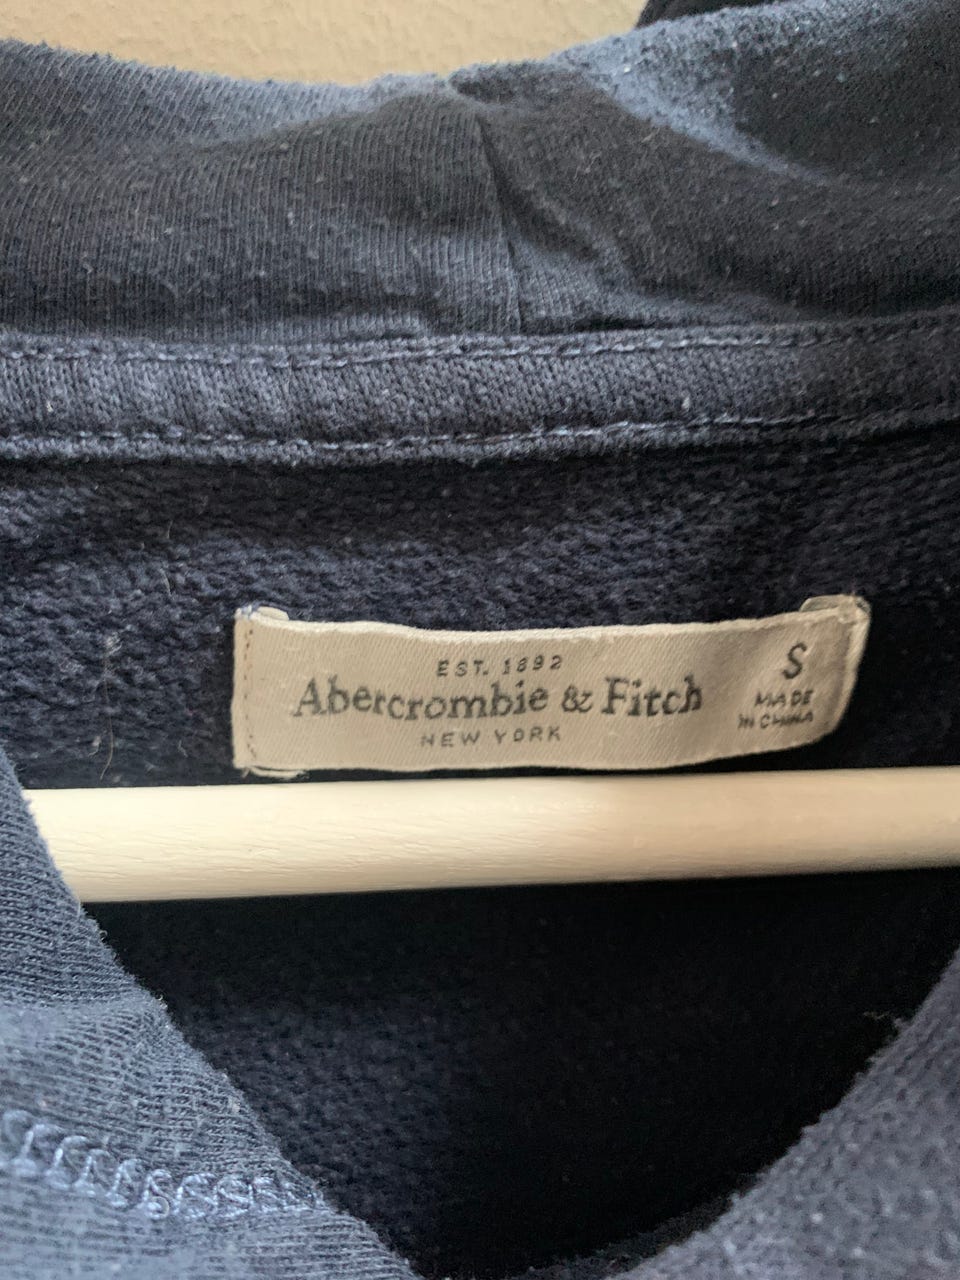 EST. 1892
Abercrombie & Fitch
NEW YORK
S
MADE
IN CHINA